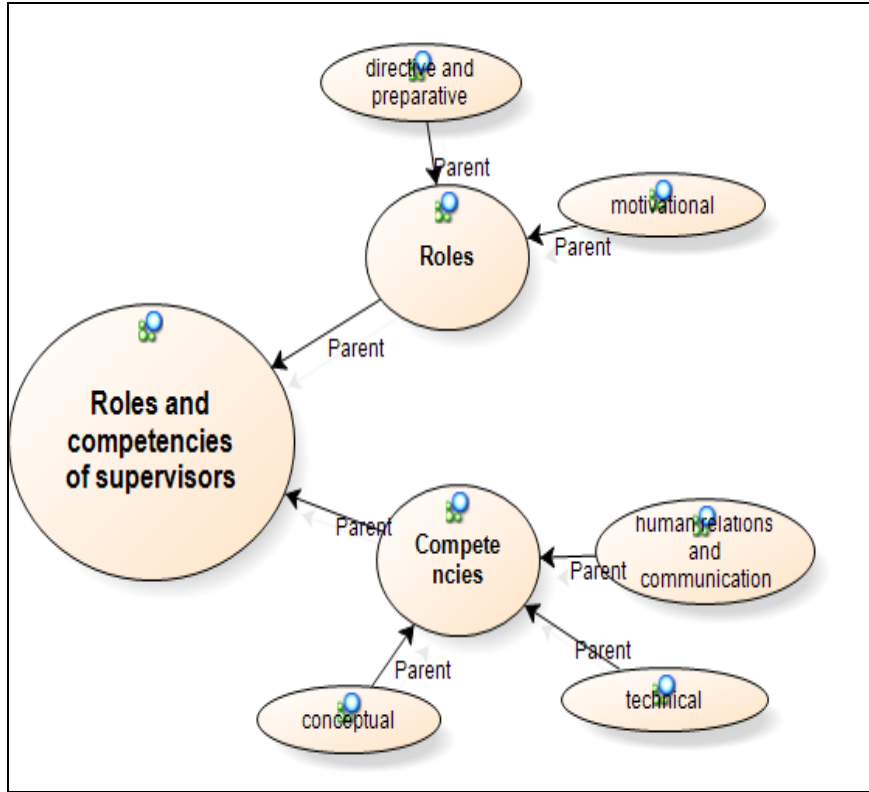 directive and
preparative
Parent
motivational
Parent
Roles
Parent
Roles and
competencies
of supervisors
Parent
Compete
ncies
human relations
and
communication
Parent
Parent
technical
Parent
conceptual